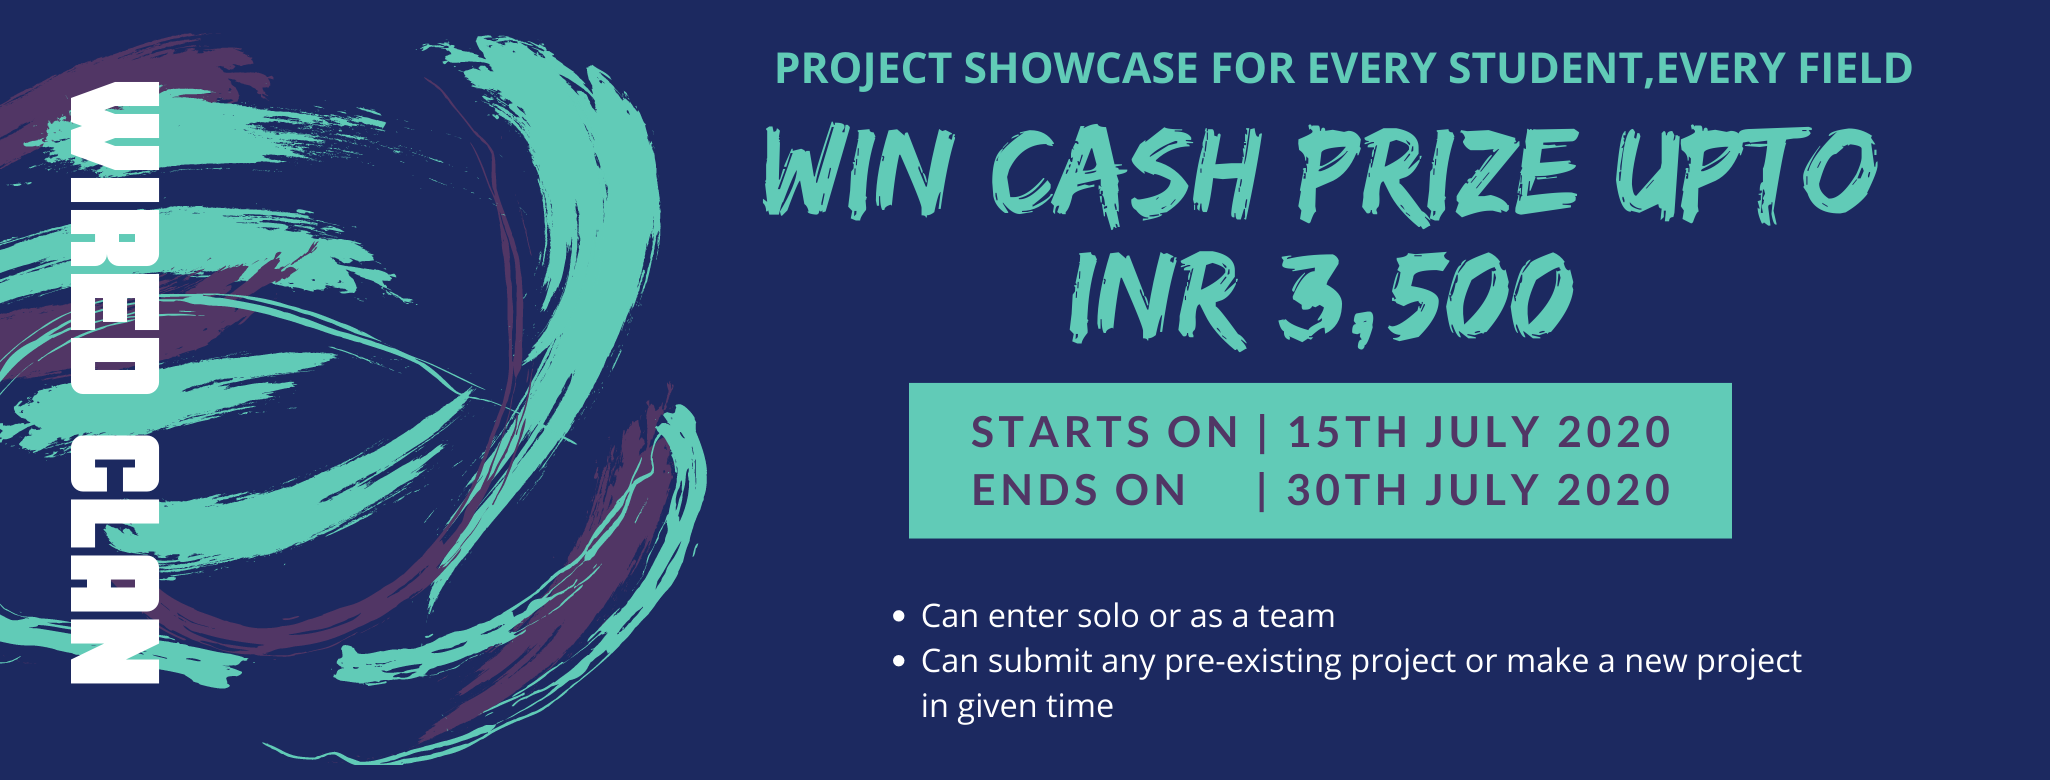 WIRED CLAN
PROJECT SHOWCASE FOR EVERY STUDENT,EVERY FIELD
WIN CASH PRIZE UPTO
INR 3,500
STARTS ON | 15TH JULY 2020
ENDS ON | 30TH JULY 2020
• Can enter solo or as a team
• Can submit any pre-existing project or make a new project
in given time